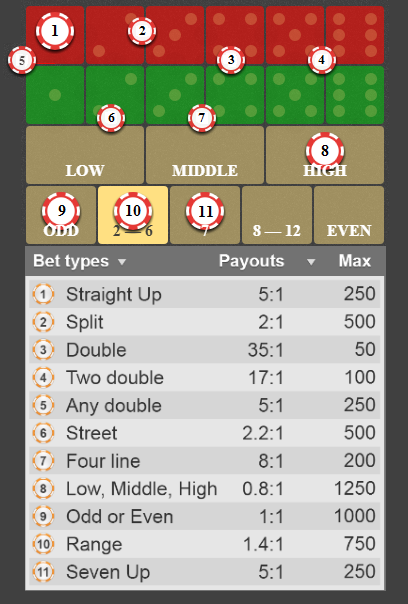 1
2
5
3
4
6
7
8
LOW MIDDLE HIGH
9 10 11
ODD 2 — 6 7 8 — 12 EVEN
Bet types Payouts Max
1 Straight Up 5:1 250
2 Split 2:1 500
3 Double 35:1 50
4 Two double 17:1 100
5 Any double 5:1 250
6 Street 2.2:1 500
7 Four line 8:1 200
8 Low, Middle, High 0.8:1 1250
9 Odd or Even 1:1 1000
10 Range 1.4:1 750
11 Seven Up 5:1 250